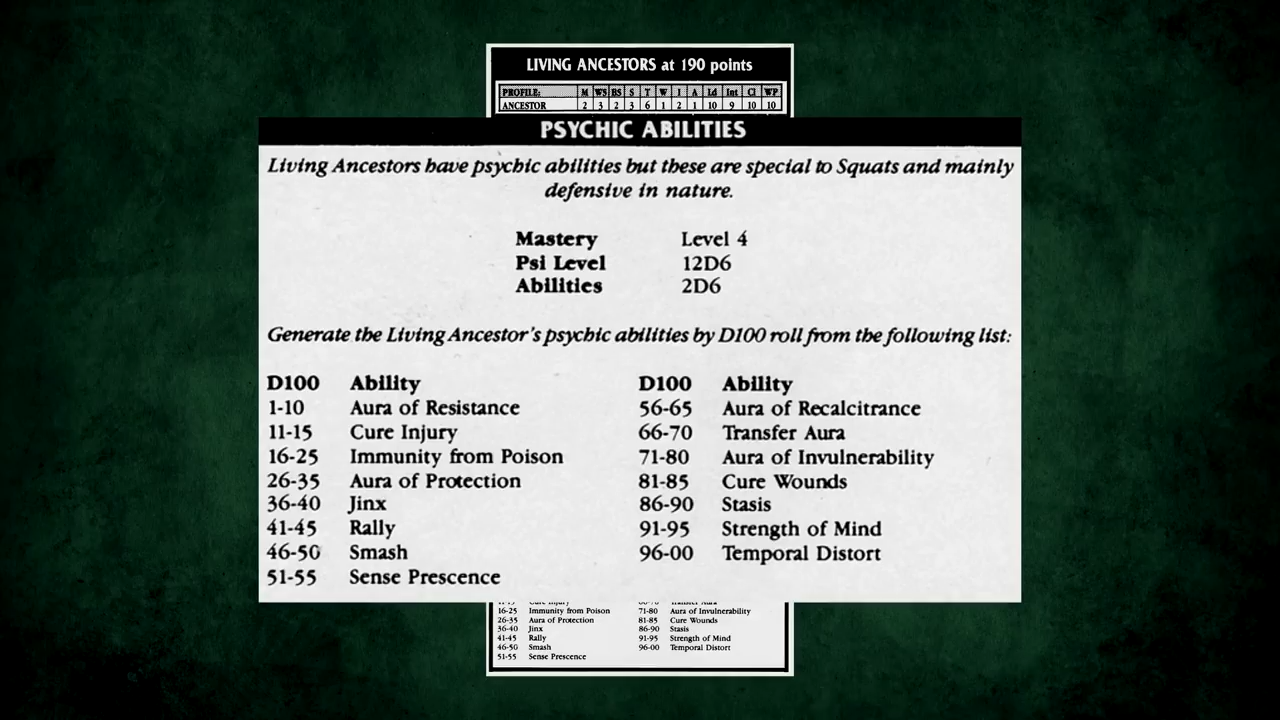 LIVING ANCESTORS at 190 points
PROFILE: M WS BS S T W I A Ld Int Cl WP
ANCESTOR 2 3 2 3 6 1 2 1 10 9 10 10
PSYCHIC ABILITIES
Living Ancestors have psychic abilities but these are special to Squats and mainly
defensive in nature.
Mastery Level 4
Psi Level 12D6
Abilities 2D6
Generate the Living Ancestor's psychic abilities by D100 roll from the following list:
D100 Ability D100 Ability
1-10 Aura of Resistance 56-65 Aura of Recalcitrance
11-15 Cure Injury 66-70 Transfer Aura
16-25 Immunity from Poison 71-80 Aura of Invulnerability
26-35 Aura of Protection 81-85 Cure Wounds
36-40 Jinx 86-90 Stasis
41-45 Rally 91-95 Strength of Mind
46-50 Smash 96-00 Temporal Distort
51-55 Sense Prescence
16-25 Immunity from Poison 71-80 Aura of Invulnerability
26-35 Aura of Protection 81-85 Cure Wounds
36-40 Jinx 86-90 Stasis
41-45 Rally 91-95 Strength of Mind
46-50 Smash 96-00 Temporal Distort
51-55 Sense Prescence